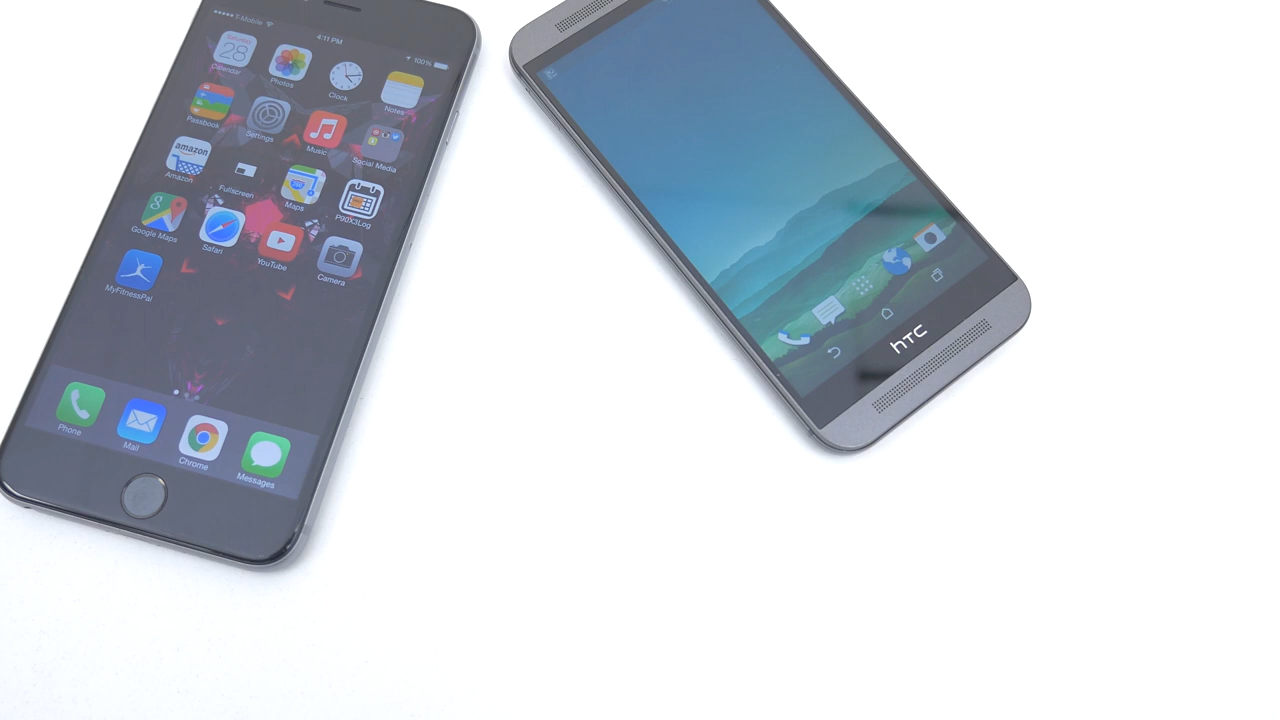 T-Mobile
4:11 PM
100%
Saturday
28
Calendar
Photos
Clock
Notes
Passbook
Settings
Music
Social Media
amazon
Amazon
Fullscreen
280
Maps
P90X3Log
g
Google Maps
Safari
YouTube
Camera
MyFitnessPal
Phone
Mail
Chrome
Messages
hTC